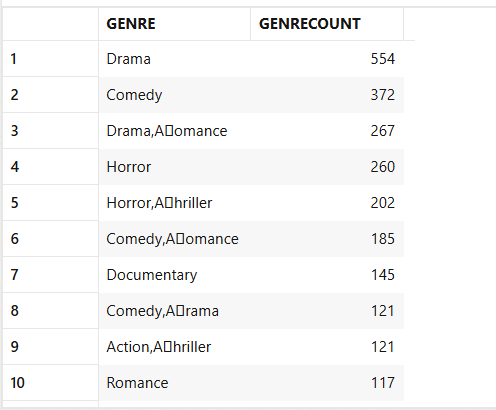 GENRE GENRECOUNT
1 Drama 554
2 Comedy 372
3 Drama,A▯omance 267
4 Horror 260
5 Horror,A▯hriller 202
6 Comedy,A▯omance 185
7 Documentary 145
8 Comedy,A▯rama 121
9 Action,A▯hriller 121
10 Romance 117